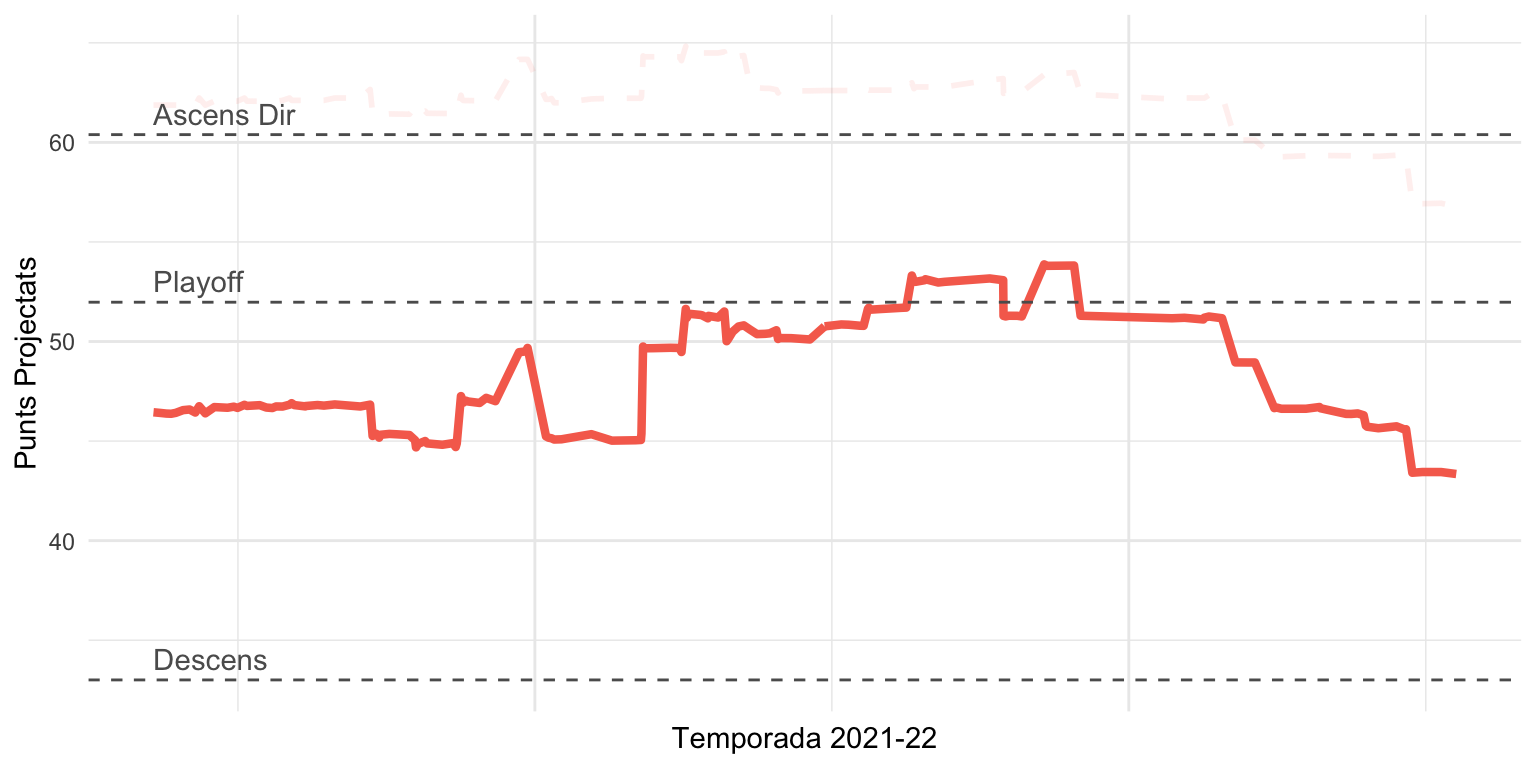 Ascens Dir
60
Playoff
50
Punts Projectats
40
Descens
Temporada 2021-22